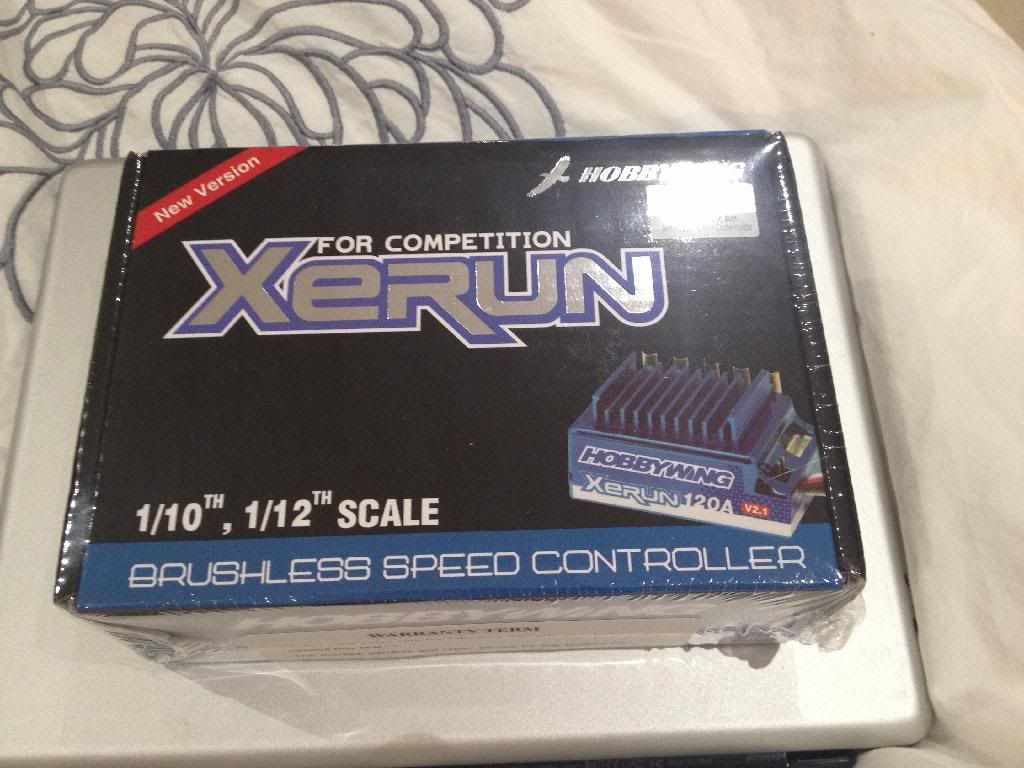 New Version
HOBBYWING
FOR COMPETITION
XERUN
HOBBYWING
XERUN 120A V2.1
1/10TH, 1/12TH SCALE
BRUSHLESS SPEED CONTROLLER
HOBBYWING
WARRANTY TERM